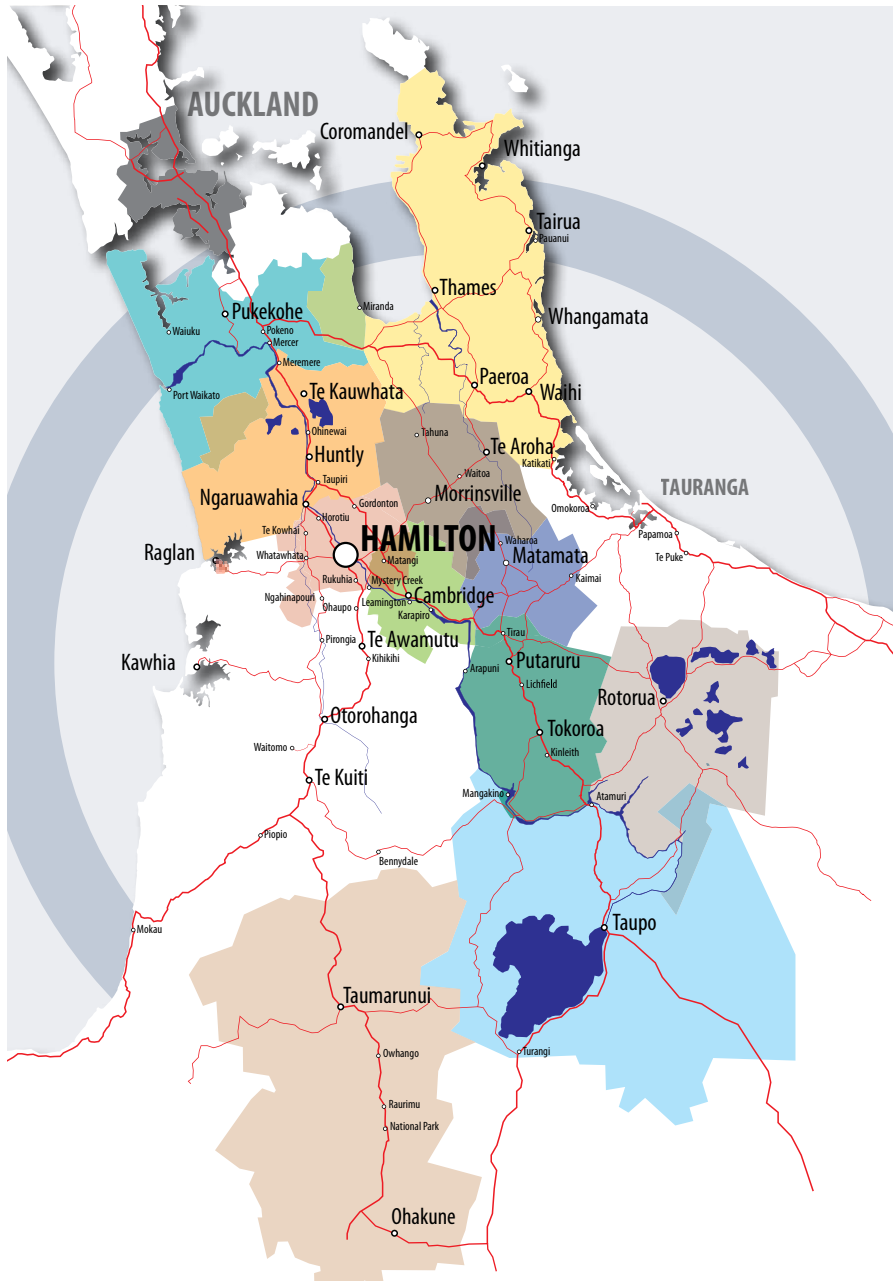 AUCKLAND
Coromandel
Whitianga
Tairua
Pauanui
Thames
Miranda
Pukekohe
Whangamata
Waiuku
Pokeno
Mercer
Meremere
Paeroa
Port Waikato
Te Kauwhata
Waihi
Ohinewai
Tahuna
Te Aroha
Huntly
Katikati
Waitoa
Taupiri
TAURANGA
Ngaruawahia
Morrinsville
Gordonton
Omokoroa
Horotiu
Te Kowhai
Papamoa
HAMILTON
Waharoa
Raglan
Te Puke
Whatawhata
Matangi
Matamata
Rukuhia
Mystery Creek
Kaimai
Ngahinapouri
Leamington
Cambridge
Ohaupo
Karapiro
Pirongia
Te Awamutu
Tirau
Kawhia
Kihikihi
Putaruru
Arapuni
Lichfield
Rotorua
Otorohanga
Tokoroa
Waitomo
Kinleith
Te Kuiti
Mangakino
Atamuri
Piopio
Bennydale
Mokau
Taupo
Taumarunui
Turangi
Owhango
Raurimu
National Park
Ohakune